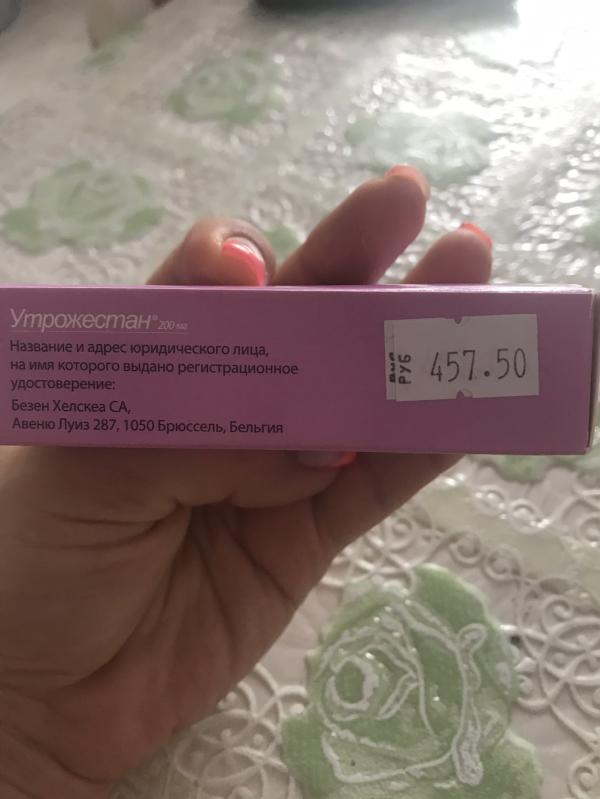 Утрожестан® 200 мг
Название и адрес юридического лица,
на имя которого выдано регистрационное
удостоверение:
Безен Хелскеа СА,
Авеню Луиз 287, 1050 Брюссель, Бельгия
РУБ
457.50